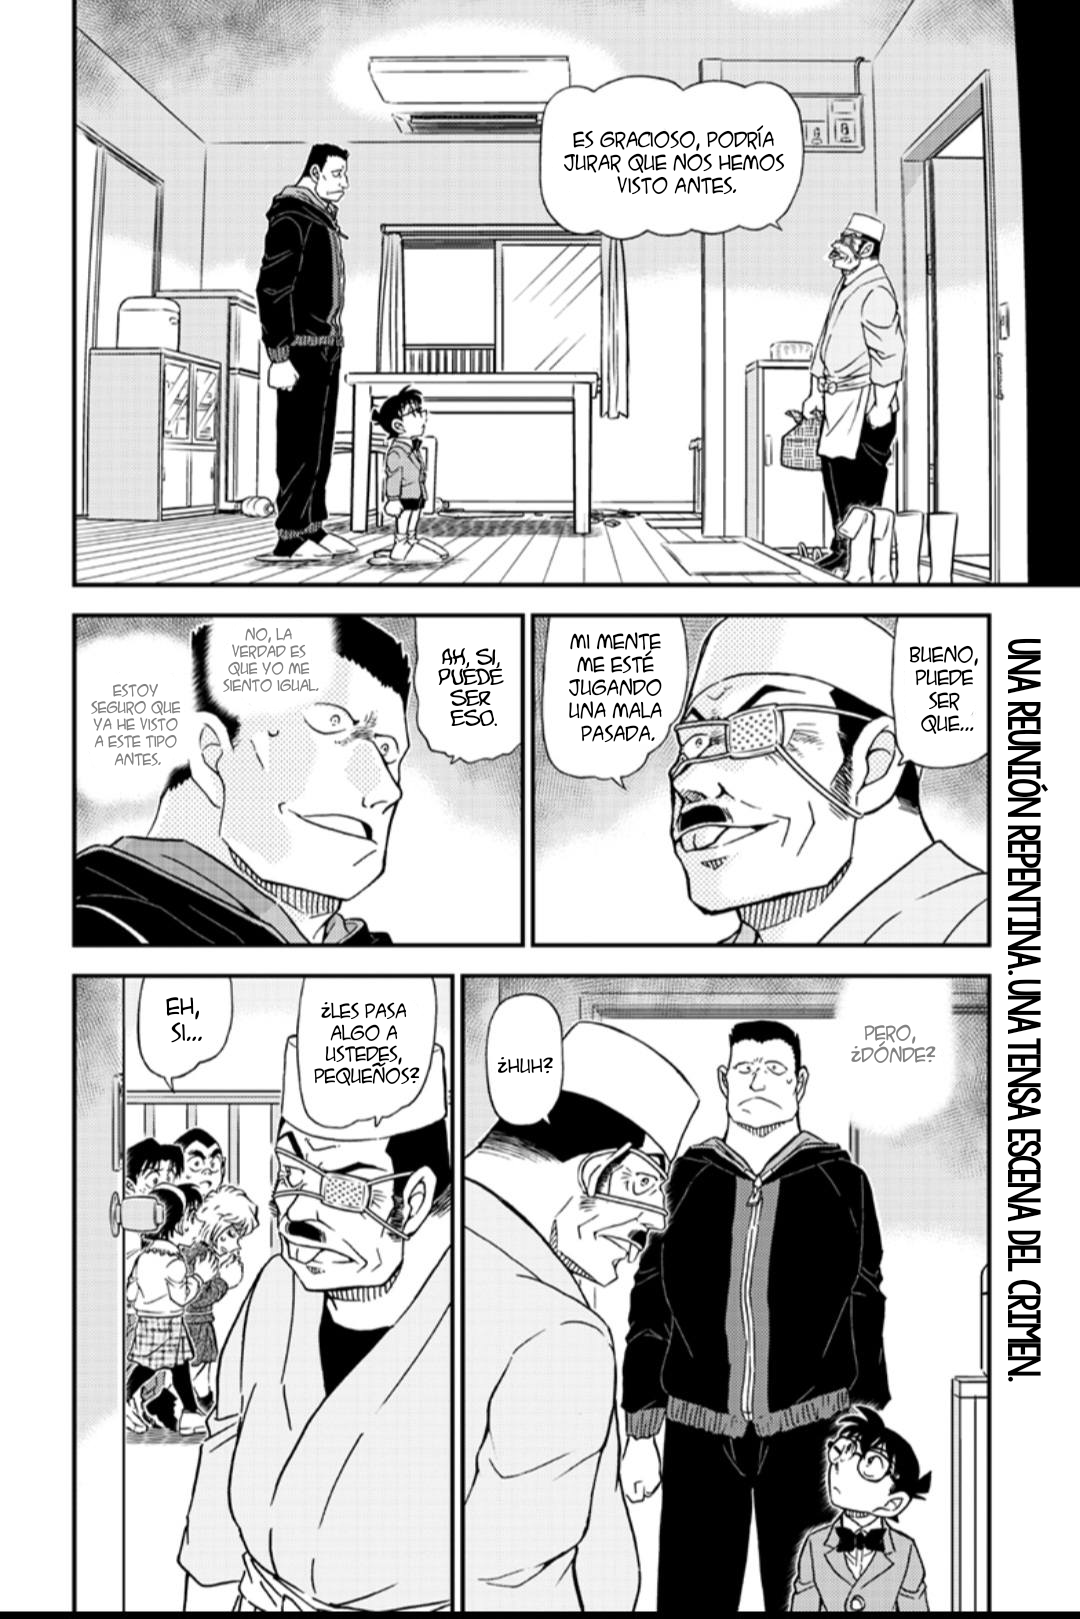 ES GRACIOSO, PODRÍA
JURAR QUE NOS HEMOS
VISTO ANTES.
UNA REUNIÓN REPENTINA. UNA TENSA ESCENA DEL CRIMEN.
BUENO,
PUEDE
SER
QUE...
MI MENTE
ME ESTÉ
JUGANDO
UNA MALA
PASADA.
AH, SI,
PUEDE
SER
ESO.
NO, LA
VERDAD ES
QUE YO ME
SIENTO IGUAL.
ESTOY
SEGURO QUE
YA HE VISTO
A ESTE TIPO
ANTES.
PERO,
¿DÓNDE?
¿HUH?
¿LES PASA
ALGO A
USTEDES,
PEQUEÑOS?
EH,
SI...